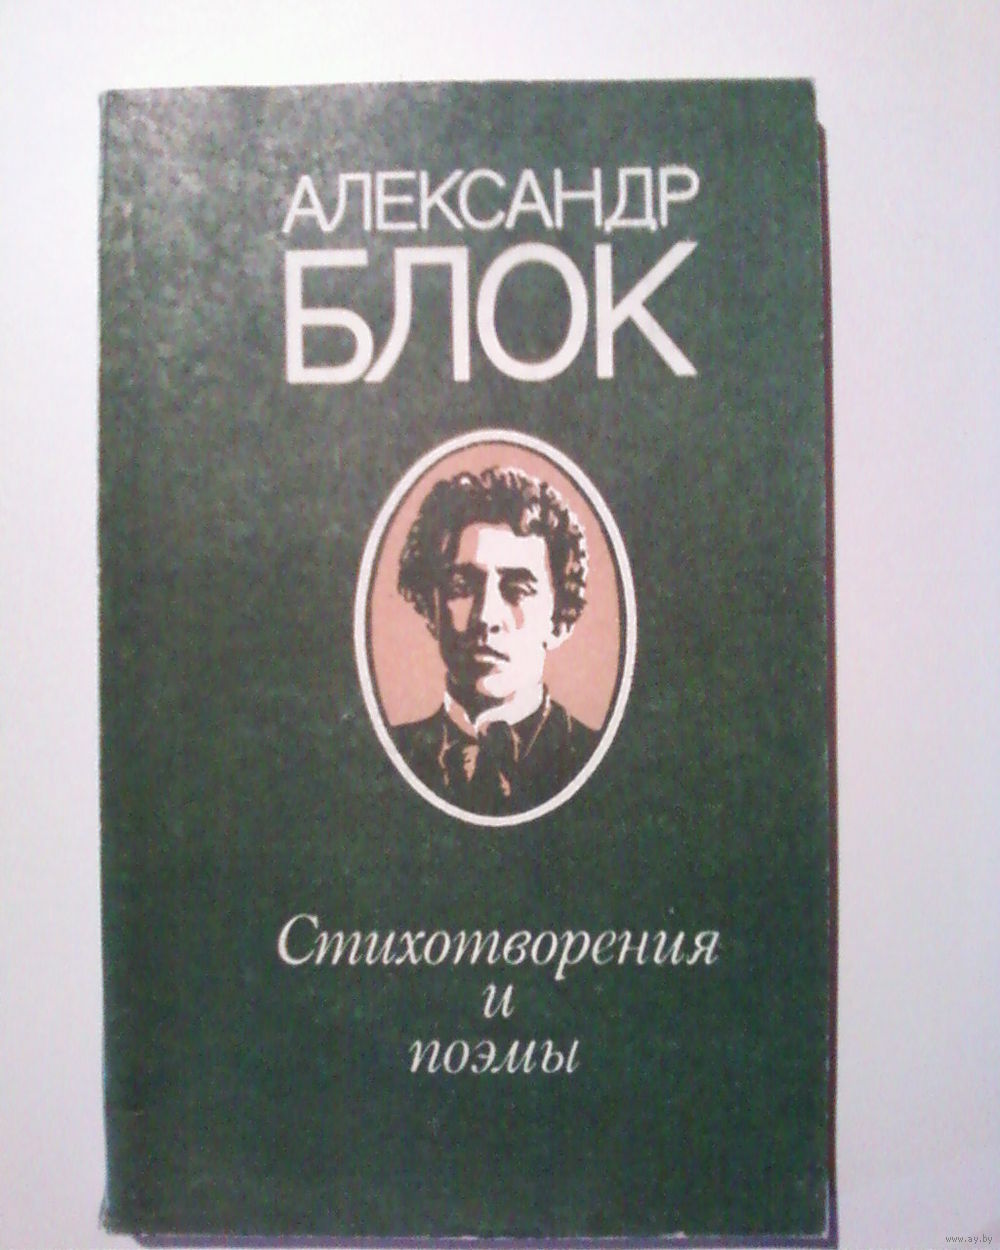 АЛЕКСАНДР
БЛОК
Стихотворения
и
поэмы
www.ay.by